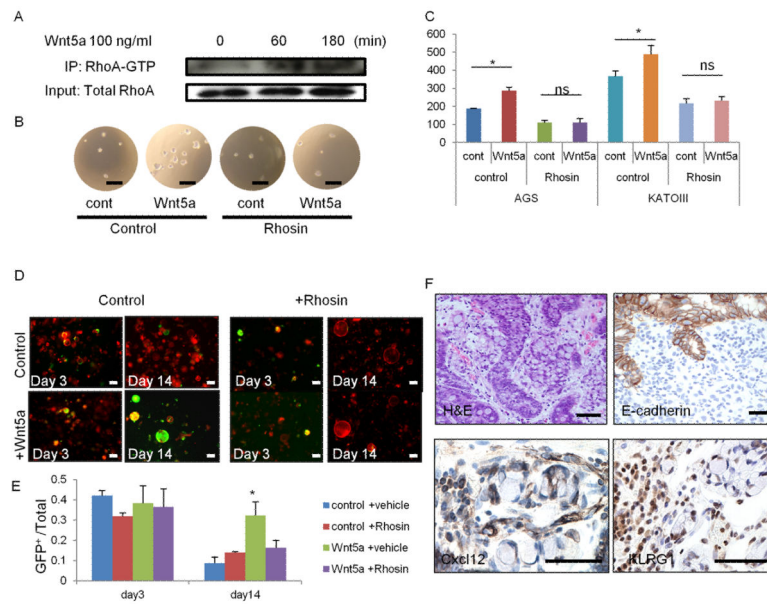 A
Wnt5a 100 ng/ml 0 60 180 (min)
IP: RhoA-GTP
Input: Total RhoA
B
cont Wnt5a cont Wnt5a
Control Rhosin
C
600
500
400
300
200
100
0
* ns * ns
cont Wnt5a cont Wnt5a cont Wnt5a cont Wnt5a
control Rhosin control Rhosin
AGS KATOIII
D
Control +Rhosin
Control
Day 3 Day 14 Day 3 Day 14
+Wnt5a
Day 3 Day 14 Day 3 Day 14
E
GFP+ /Total
0.4
0.3
0.2
0.1
0
*
day3 day14
control +vehicle
control +Rhosin
Wnt5a +vehicle
Wnt5a +Rhosin
F
H&E E-cadherin
Cxcl12 KLRG1